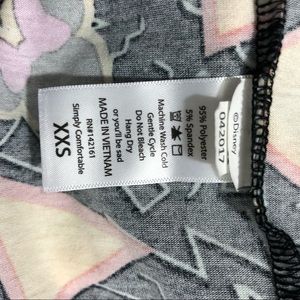 ©Disney
042017
95% Polyester
5% Spandex
Machine Wash Cold
Gentle Cycle
Do Not Bleach
Hang Dry
or you'll be sad
MADE IN VIETNAM
RN#142161
Simply Comfortable
XXS